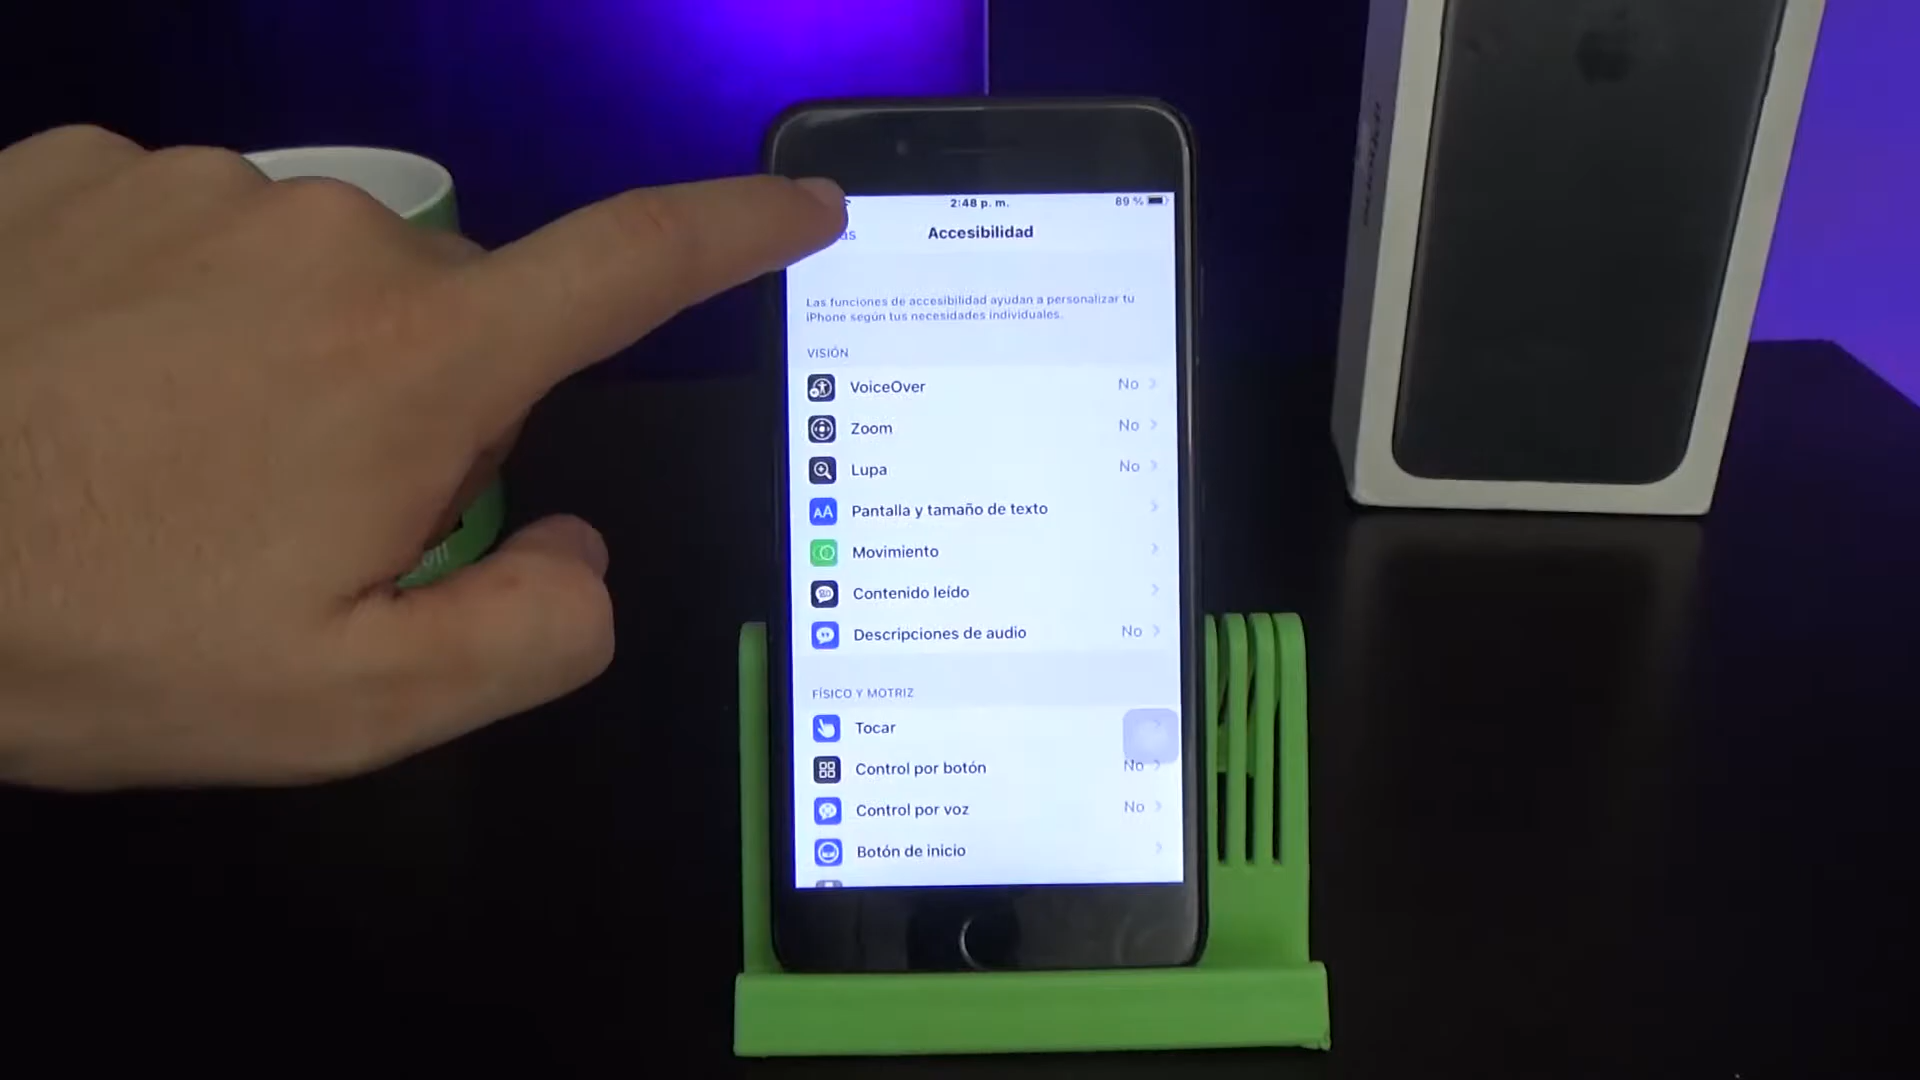 2:48 p. m.
89 %
as
Accesibilidad
Las funciones de accesibilidad ayudan a personalizar tu
iPhone según tus necesidades individuales.
VISIÓN
VoiceOver No
Zoom No
Lupa No
Pantalla y tamaño de texto
Movimiento
Contenido leído
Descripciones de audio No
FÍSICO Y MOTRIZ
Tocar
Control por botón No
Control por voz No
Botón de inicio